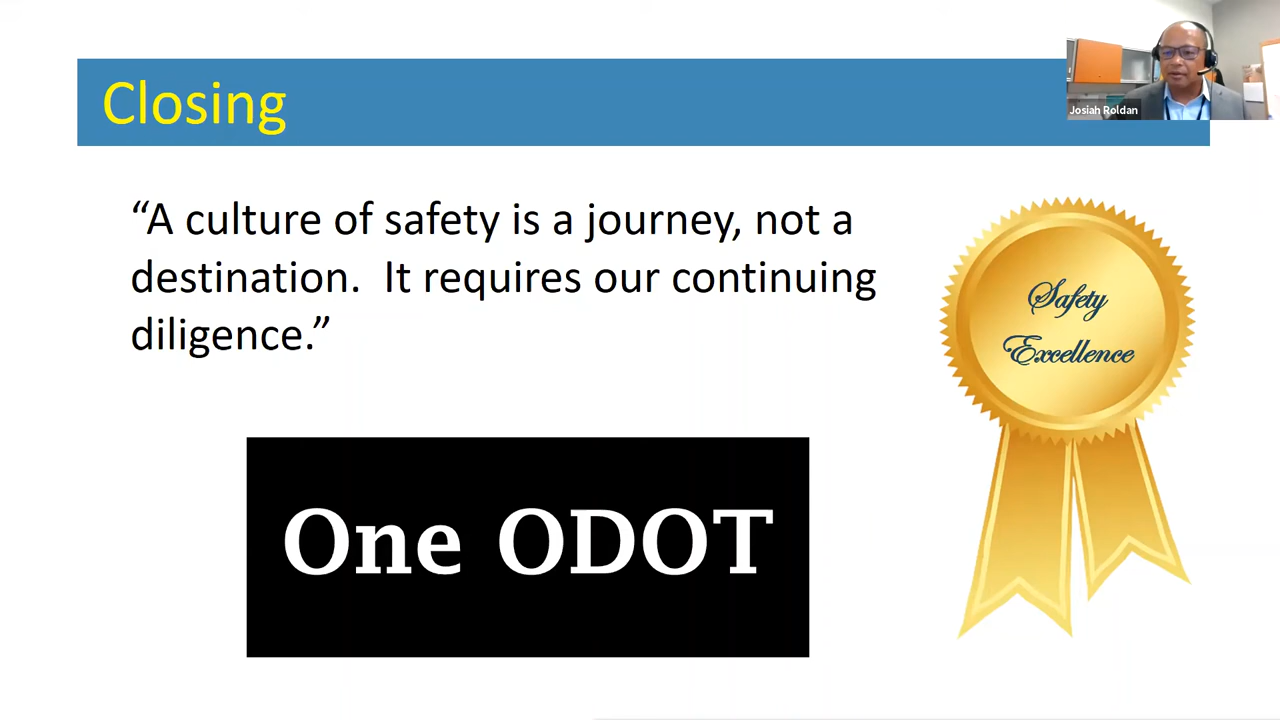 Closing
Josiah Roldan
“A culture of safety is a journey, not a
destination.  It requires our continuing
diligence.”
Safety
Excellence
One ODOT